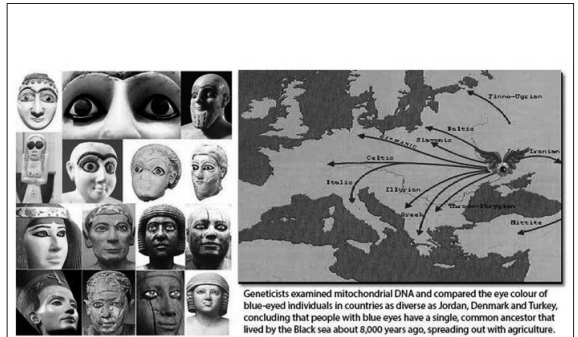 Finno-Ugrian
Baltic
Slavonic
Germanic
Indo-Iranian
Celtic
Italic
Illyrian
Thraco-Phrygian
Greek
Hittite
Geneticists examined mitochondrial DNA and compared the eye colour of
blue-eyed individuals in countries as diverse as Jordan, Denmark and Turkey,
concluding that people with blue eyes have a single, common ancestor that
lived by the Black sea about 8,000 years ago, spreading out with agriculture.